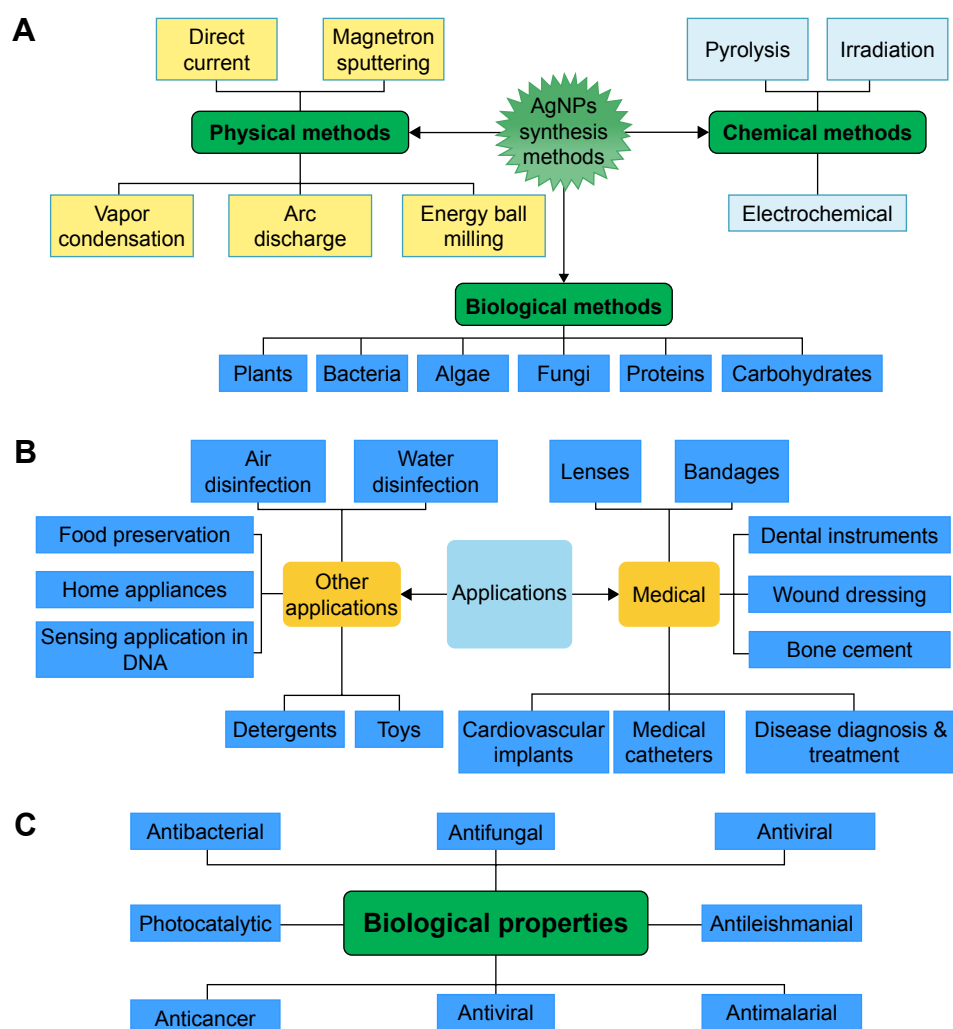 A
Direct
current
Magnetron
sputtering
Pyrolysis
Irradiation
AgNPs
synthesis
methods
Physical methods
Chemical methods
Vapor
condensation
Arc
discharge
Energy ball
milling
Electrochemical
Biological methods
Plants
Bacteria
Algae
Fungi
Proteins
Carbohydrates
B
Air
disinfection
Water
disinfection
Lenses
Bandages
Food preservation
Home appliances
Sensing application in
DNA
Other
applications
Applications
Medical
Dental instruments
Wound dressing
Bone cement
Detergents
Toys
Cardiovascular
implants
Medical
catheters
Disease diagnosis &
treatment
C
Antibacterial
Antifungal
Antiviral
Photocatalytic
Biological properties
Antileishmanial
Anticancer
Antiviral
Antimalarial